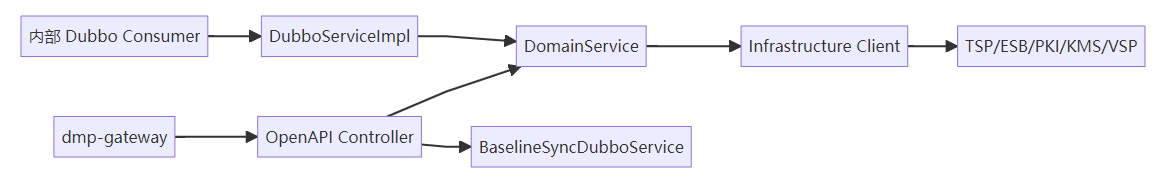 内部 Dubbo Consumer
DubboServiceImpl
DomainService
Infrastructure Client
TSP/ESB/PKI/KMS/VSP
dmp-gateway
OpenAPI Controller
BaselineSyncDubboService